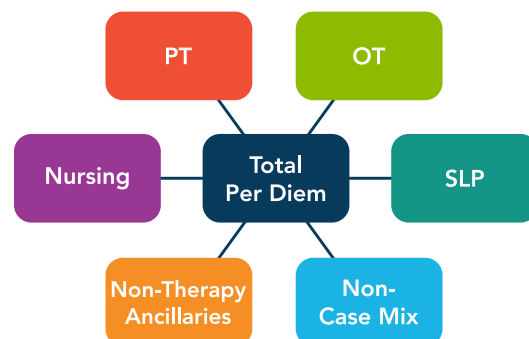 PT
OT
Nursing
Total
Per Diem
SLP
Non-Therapy
Ancillaries
Non-
Case Mix